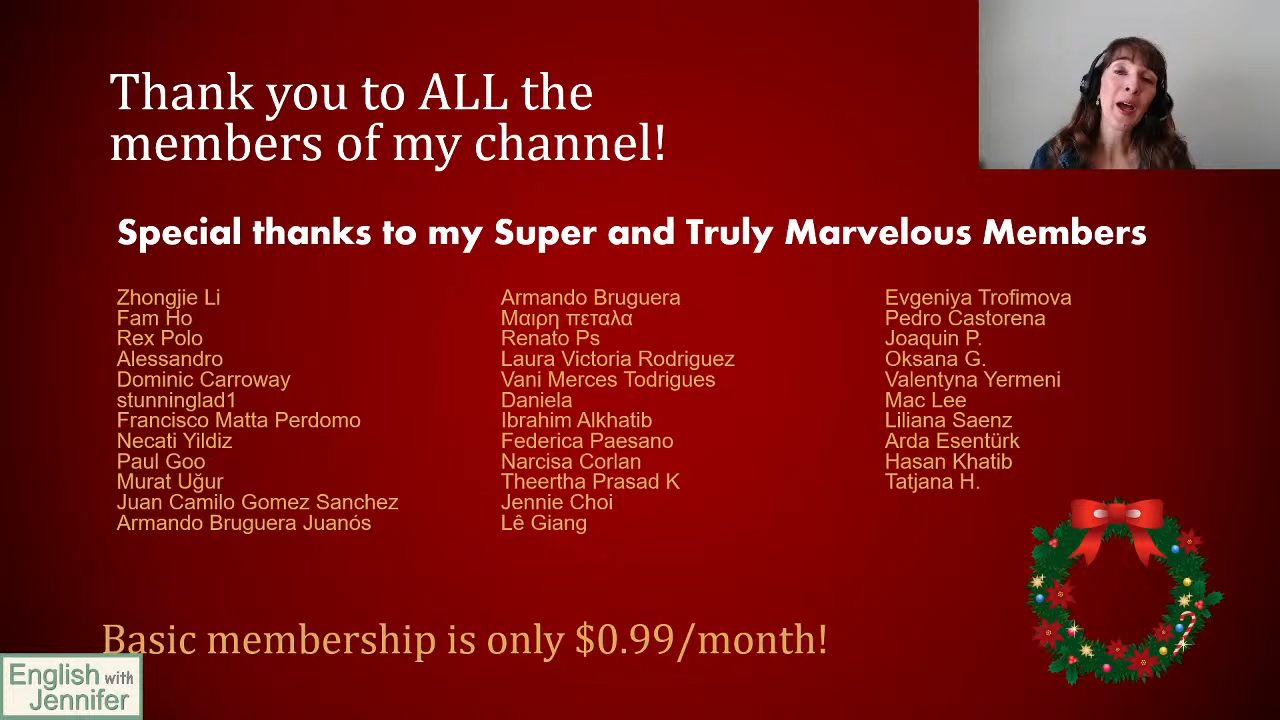 Thank you to ALL the
members of my channel!
Special thanks to my Super and Truly Marvelous Members
Zhongjie Li
Fam Ho
Rex Polo
Alessandro
Dominic Carroway
stunninglad1
Francisco Matta Perdomo
Necati Yildiz
Paul Goo
Murat Uğur
Juan Camilo Gomez Sanchez
Armando Bruguera Juanós
Armando Bruguera
Μαιρη πεταλα
Renato Ps
Laura Victoria Rodriguez
Vani Merces Todrigues
Daniela
Ibrahim Alkhatib
Federica Paesano
Narcisa Corlan
Theertha Prasad K
Jennie Choi
Lê Giang
Evgeniya Trofimova
Pedro Castorena
Joaquin P.
Oksana G.
Valentyna Yermeni
Mac Lee
Liliana Saenz
Arda Esentürk
Hasan Khatib
Tatjana H.
Basic membership is only $0.99/month!
English with
Jennifer